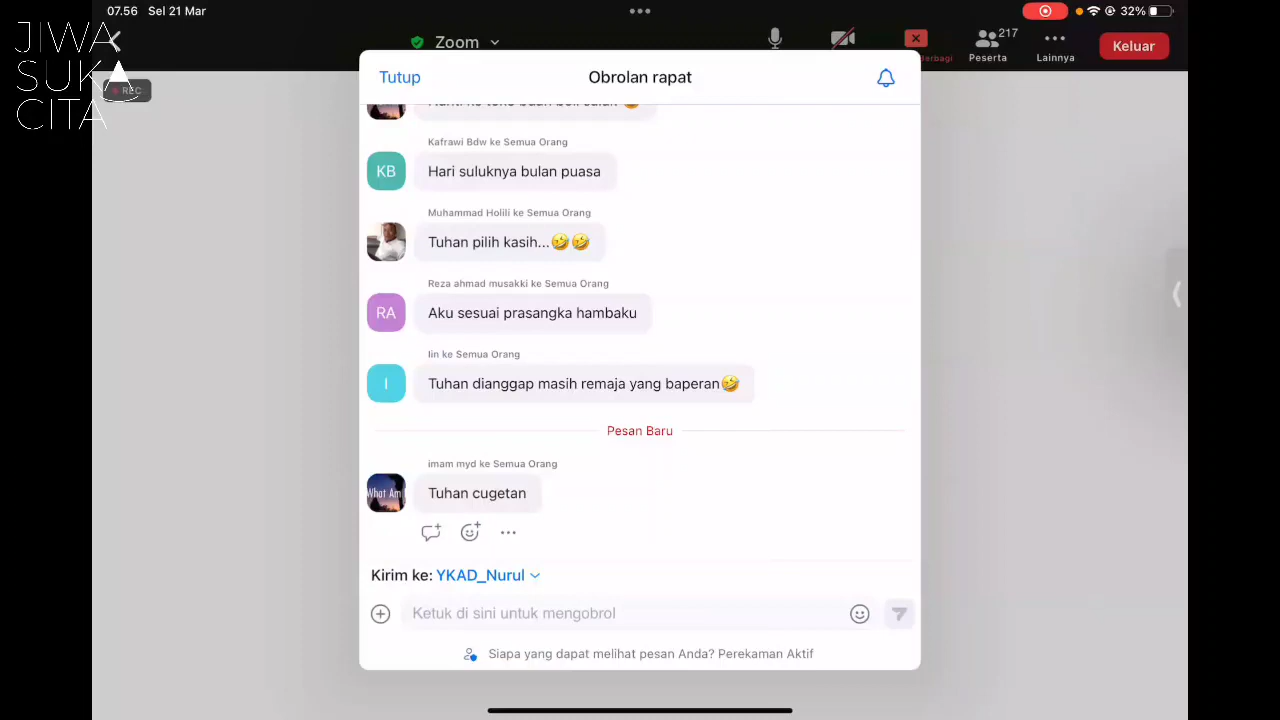 07.56 Sel 21 Mar
32%
JIWA
SUKA
CITA
REC
Zoom
217
Peserta
Lainnya
Keluar
Tutup
Obrolan rapat
Kafrawi Bdw ke Semua Orang
KB
Hari suluknya bulan puasa
Muhammad Holili ke Semua Orang
Tuhan pilih kasih...🤣🤣
Reza ahmad musakki ke Semua Orang
RA
Aku sesuai prasangka hambaku
Iin ke Semua Orang
I
Tuhan dianggap masih remaja yang baperan🤣
Pesan Baru
imam myd ke Semua Orang
What Am
Tuhan cugetan
Kirim ke: YKAD_Nurul
Ketuk di sini untuk mengobrol
Siapa yang dapat melihat pesan Anda? Perekaman Aktif